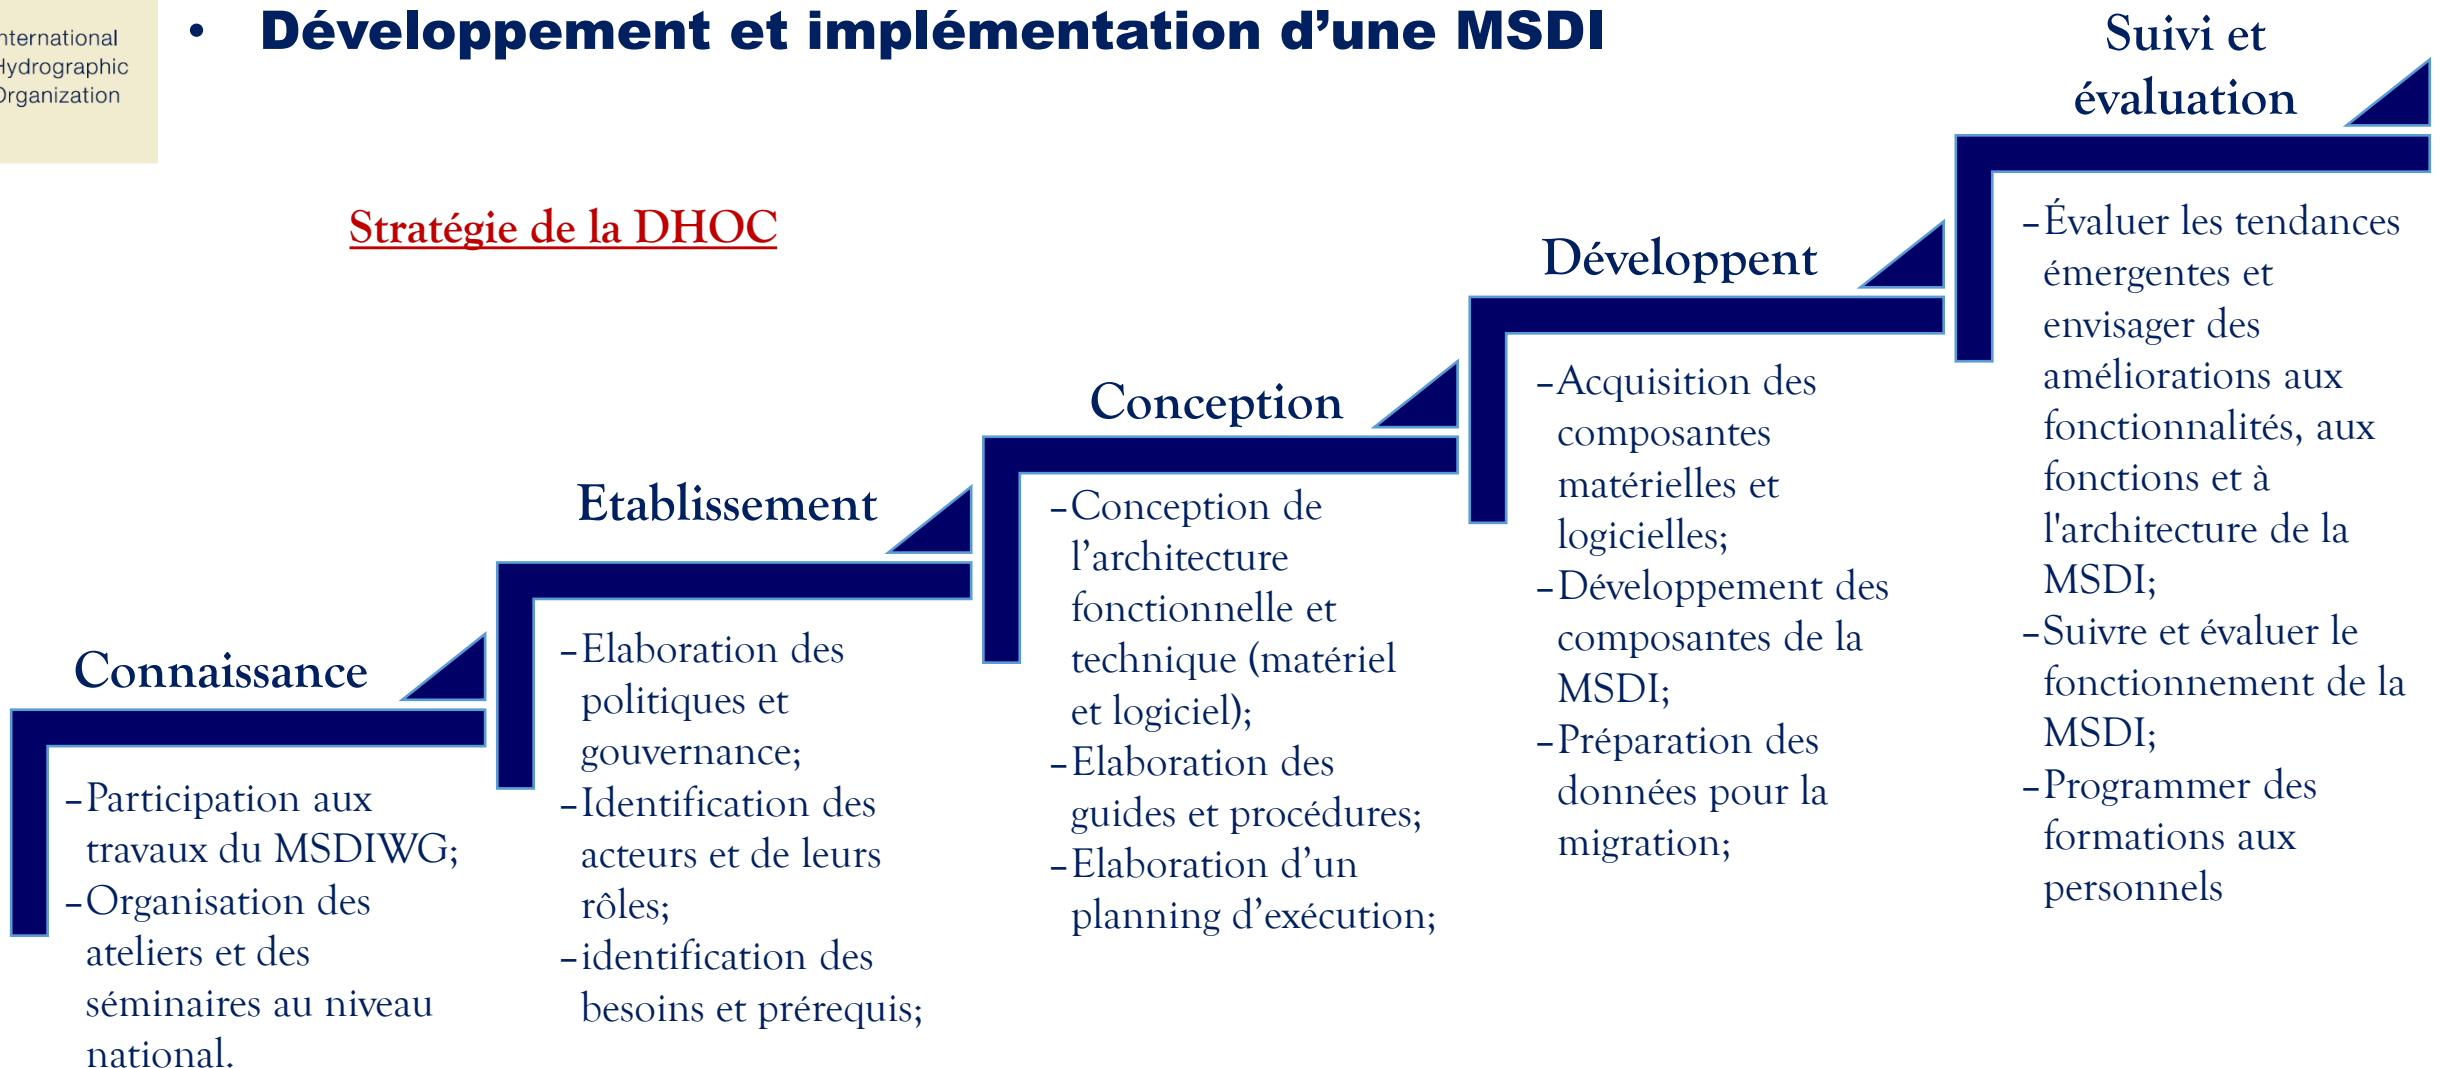 nternational
Hydrographic
Organization
• Développement et implémentation d’une MSDI
Stratégie de la DHOC
Connaissance
–Participation aux
travaux du MSDIWG;
–Organisation des
ateliers et des
séminaires au niveau
national.
Etablissement
–Elaboration des
politiques et
gouvernance;
–Identification des
acteurs et de leurs
rôles;
–identification des
besoins et prérequis;
Conception
–Conception de
l’architecture
fonctionnelle et
technique (matériel
et logiciel);
–Elaboration des
guides et procédures;
–Elaboration d’un
planning d’exécution;
Développent
–Acquisition des
composantes
matérielles et
logicielles;
–Développement des
composantes de la
MSDI;
–Préparation des
données pour la
migration;
Suivi et
évaluation
–Évaluer les tendances
émergentes et
envisager des
améliorations aux
fonctionnalités, aux
fonctions et à
l'architecture de la
MSDI;
–Suivre et évaluer le
fonctionnement de la
MSDI;
–Programmer des
formations aux
personnels